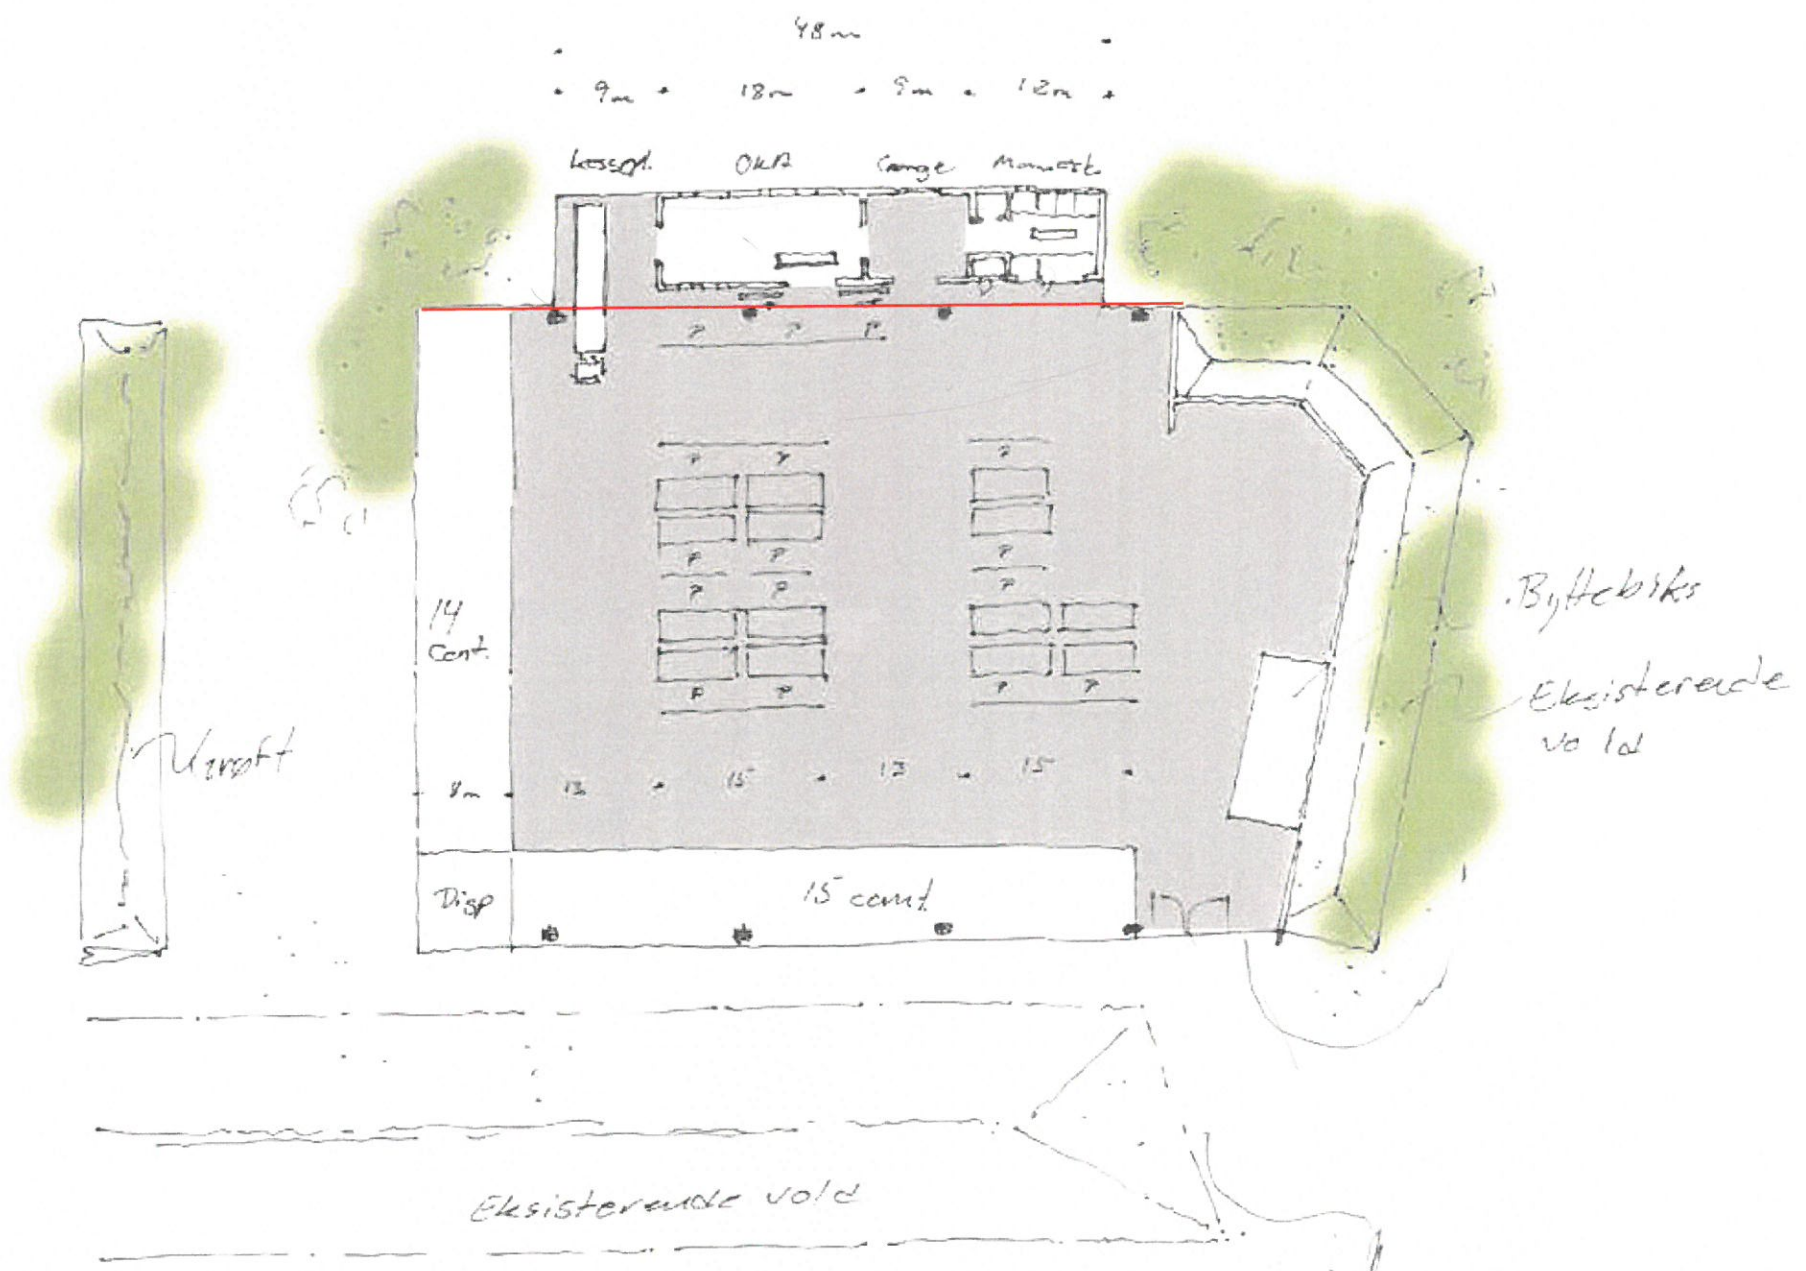 48m
9m 18m 9m 12m
OKA Garage
P P P
P P P
P P P
P P P
14
Cont.
P P P P
Byttebiks
Eksisterende
vold
8m 13 15 13 15
Disp 15 cont.
Eksisterende vold